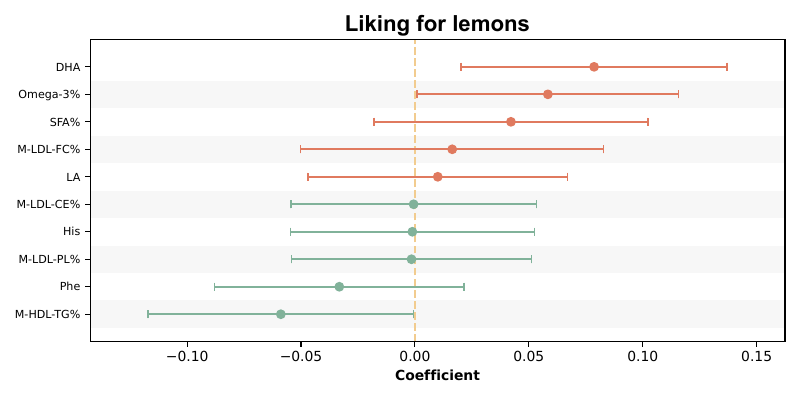 Liking for lemons
DHA
Omega-3%
SFA%
M-LDL-FC%
LA
M-LDL-CE%
His
M-LDL-PL%
Phe
M-HDL-TG%
−0.10 −0.05 0.00 0.05 0.10 0.15
Coefficient